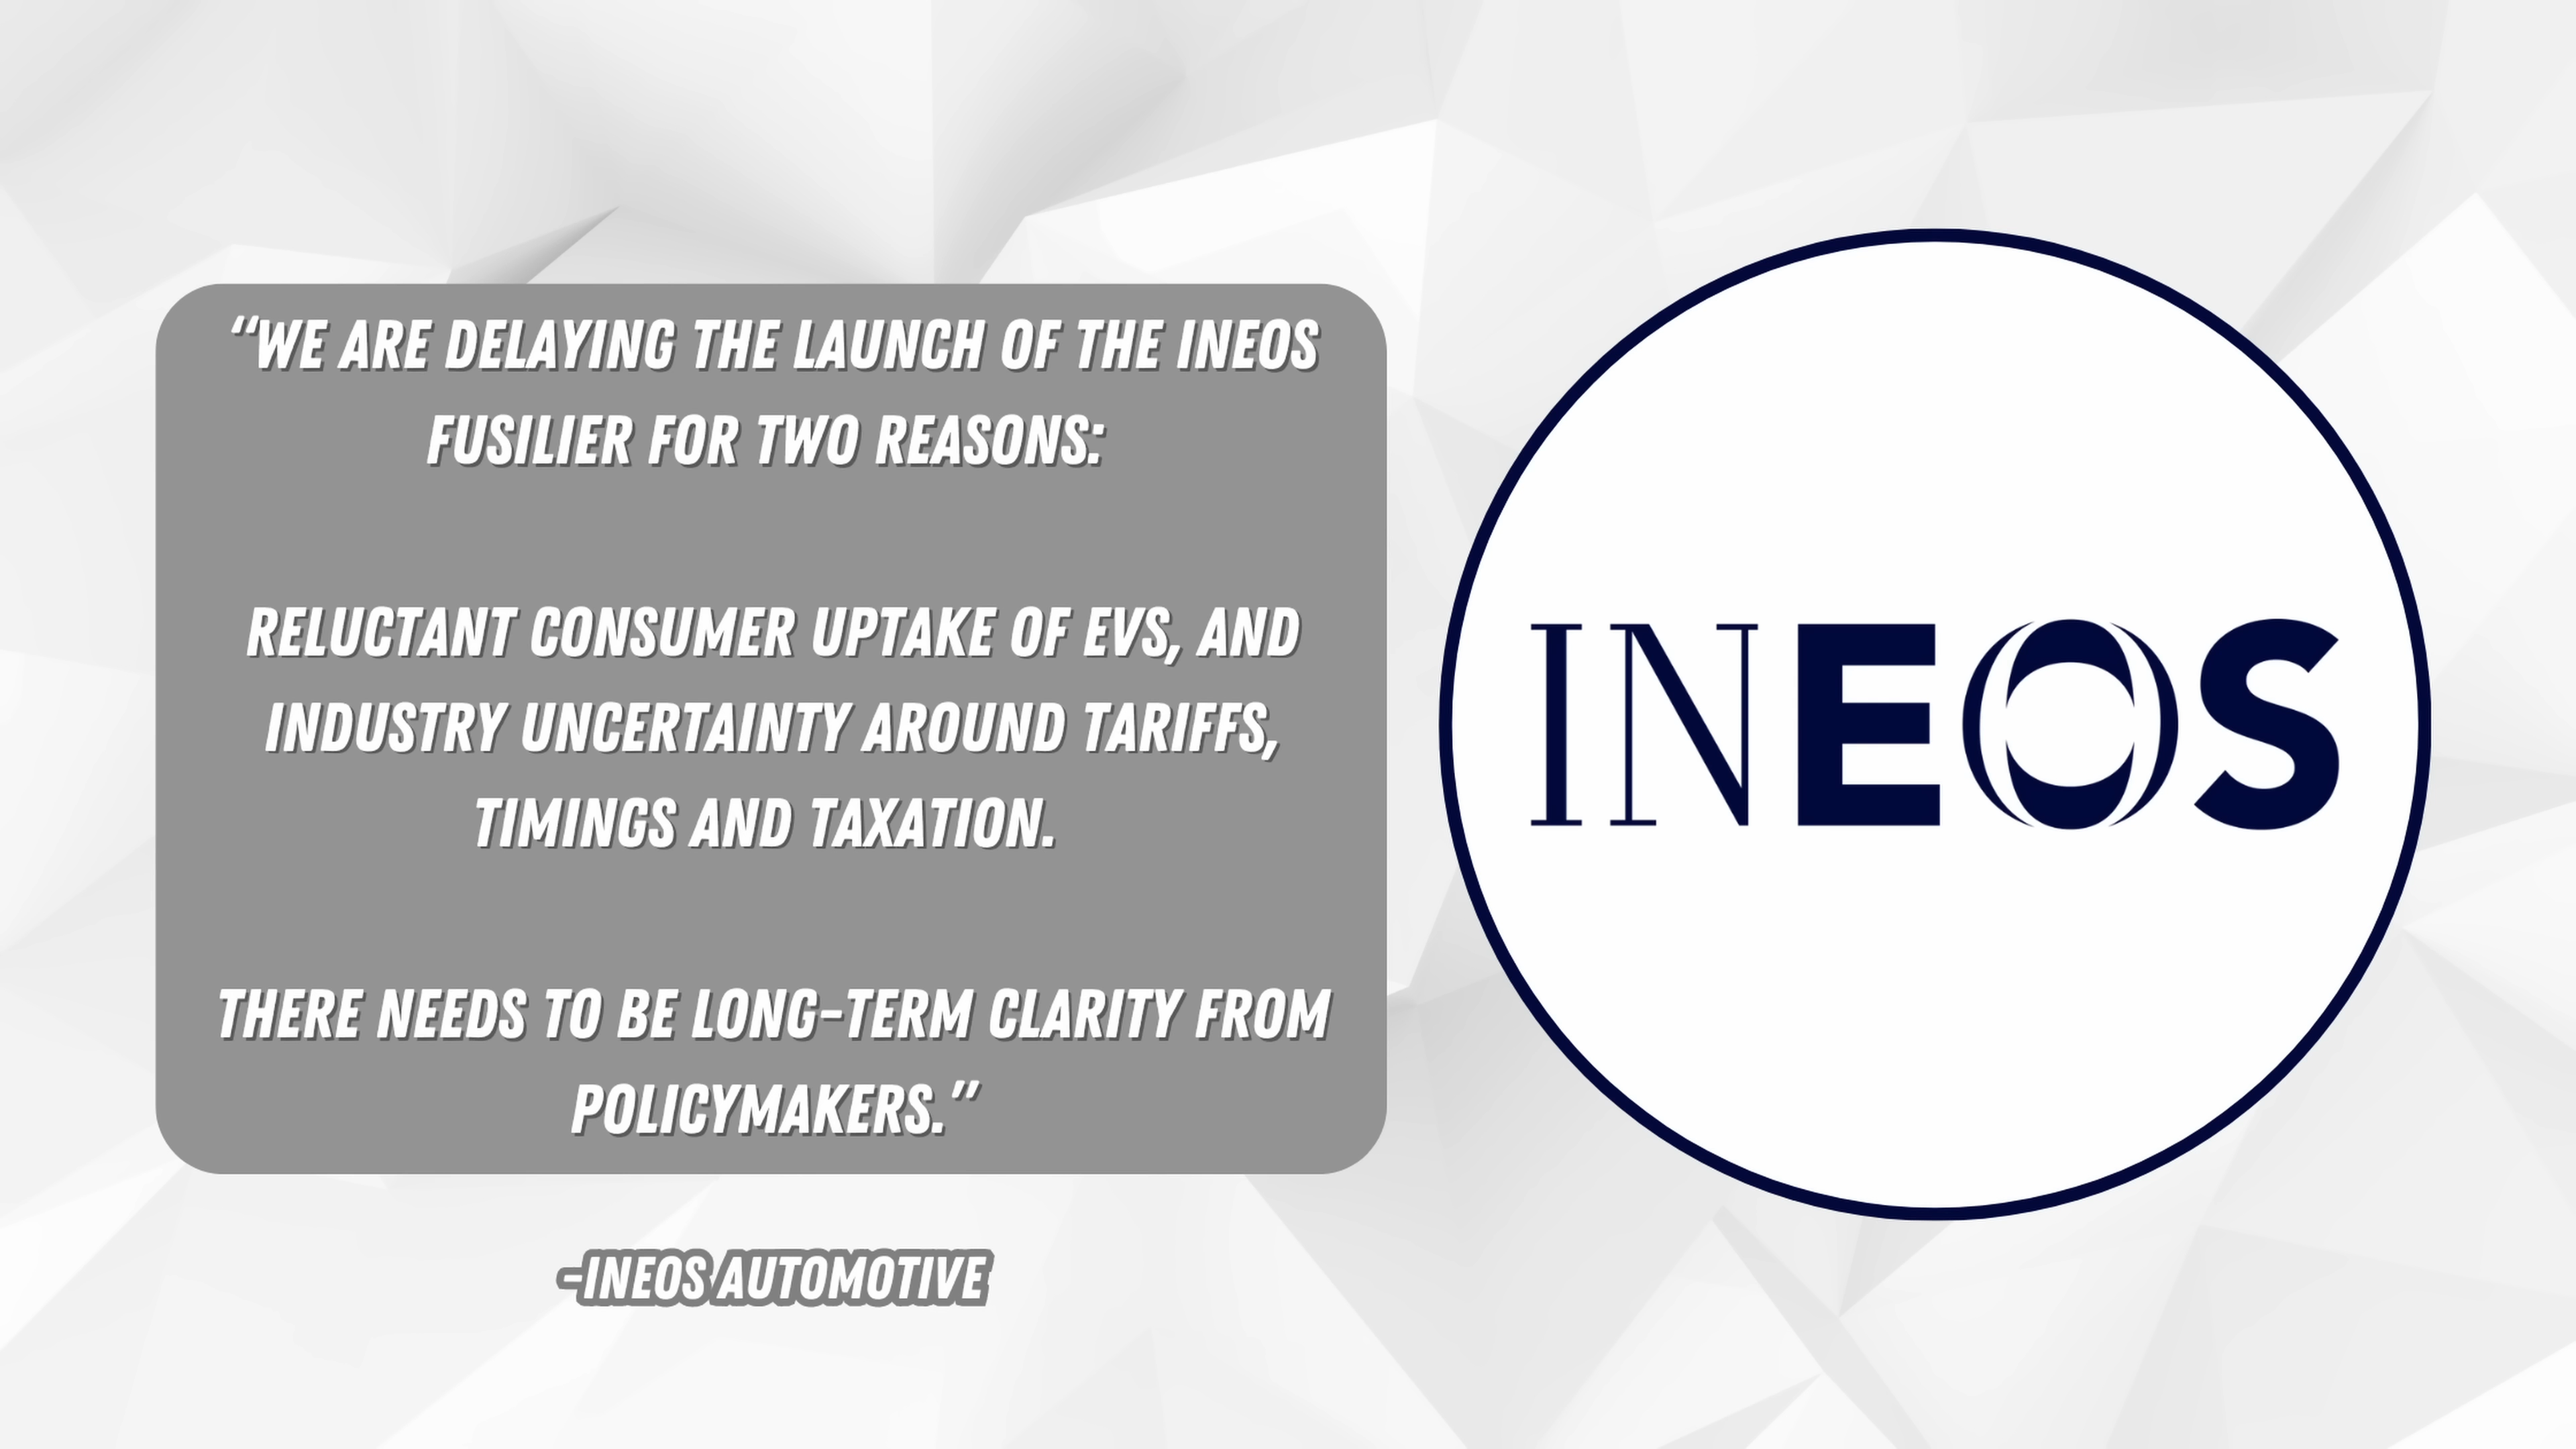 “WE ARE DELAYING THE LAUNCH OF THE INEOS
FUSILIER FOR TWO REASONS:
RELUCTANT CONSUMER UPTAKE OF EVS, AND
INDUSTRY UNCERTAINTY AROUND TARIFFS,
TIMINGS AND TAXATION.
THERE NEEDS TO BE LONG-TERM CLARITY FROM
POLICYMAKERS.”
-INEOS AUTOMOTIVE
INEOS